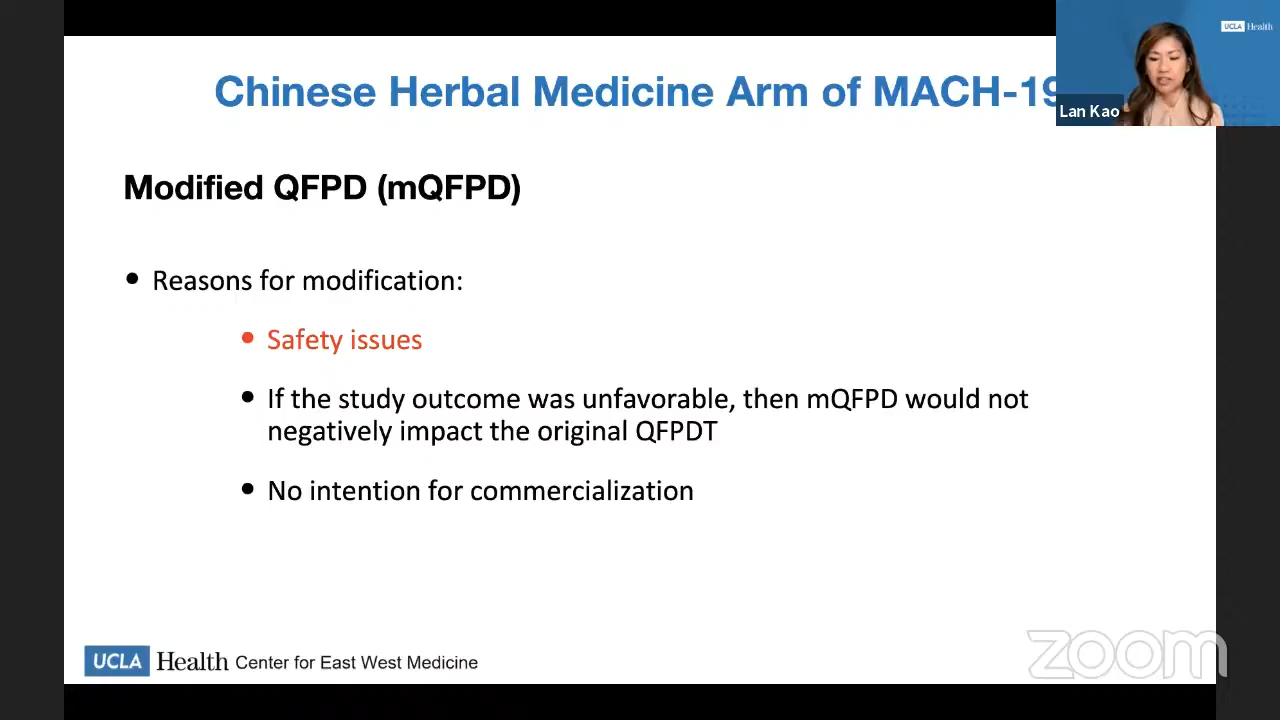 UCLA Health
Chinese Herbal Medicine Arm of MACH-19
Lan Kao
Modified QFPD (mQFPD)
• Reasons for modification:
• Safety issues
• If the study outcome was unfavorable, then mQFPD would not
negatively impact the original QFPDT
• No intention for commercialization
UCLA Health Center for East West Medicine
zoom